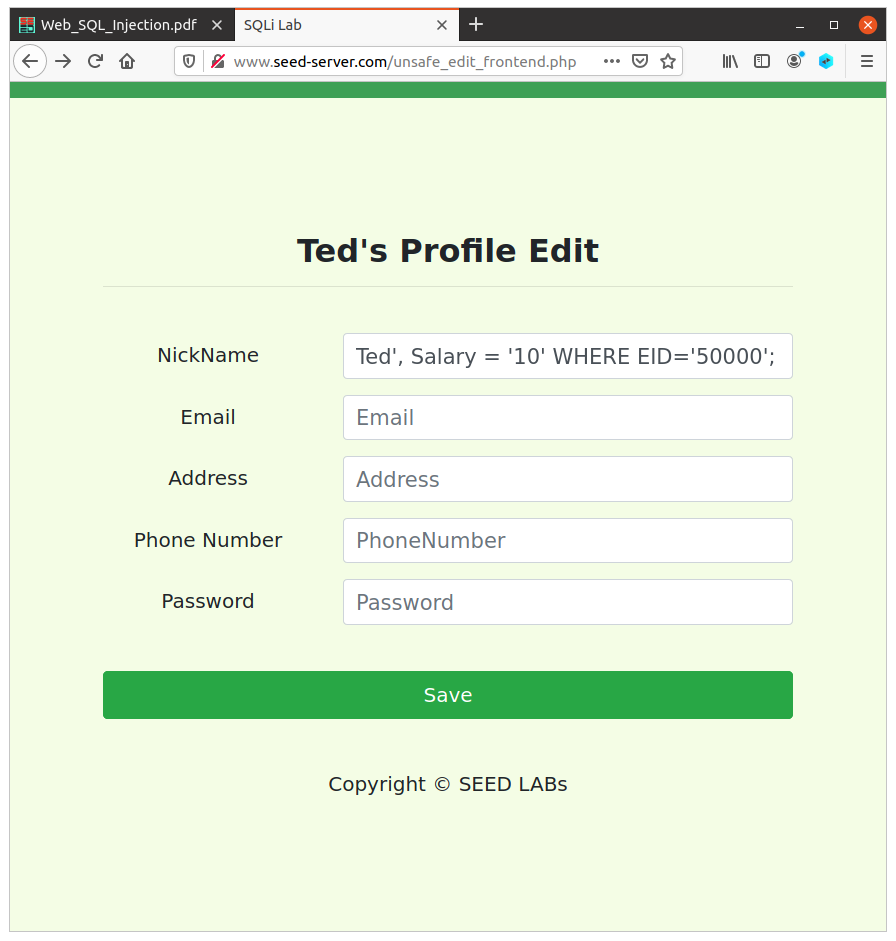 Web_SQL_Injection.pdf
SQLi Lab
www.seed-server.com/unsafe_edit_frontend.php
Ted's Profile Edit
NickName Ted', Salary = '10' WHERE EID='50000';
Email Email
Address Address
Phone Number PhoneNumber
Password Password
Save
Copyright © SEED LABs